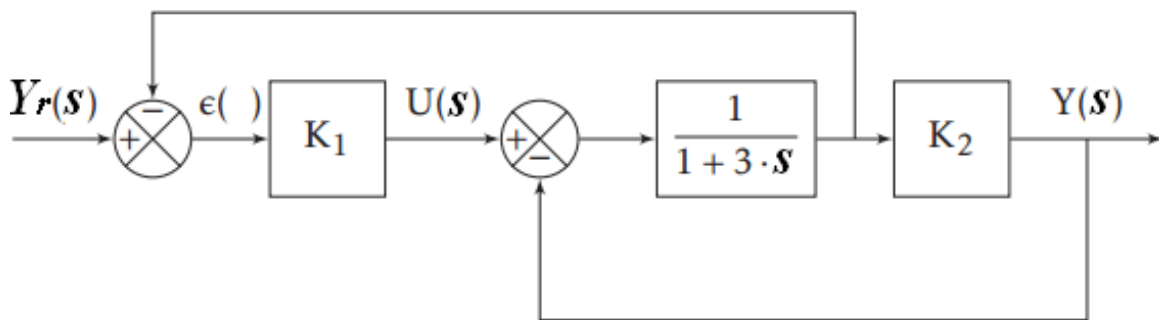 Yr(s)
+
−
ϵ( )
K1
U(s)
+
−
1
1 + 3 · s
K2
Y(s)